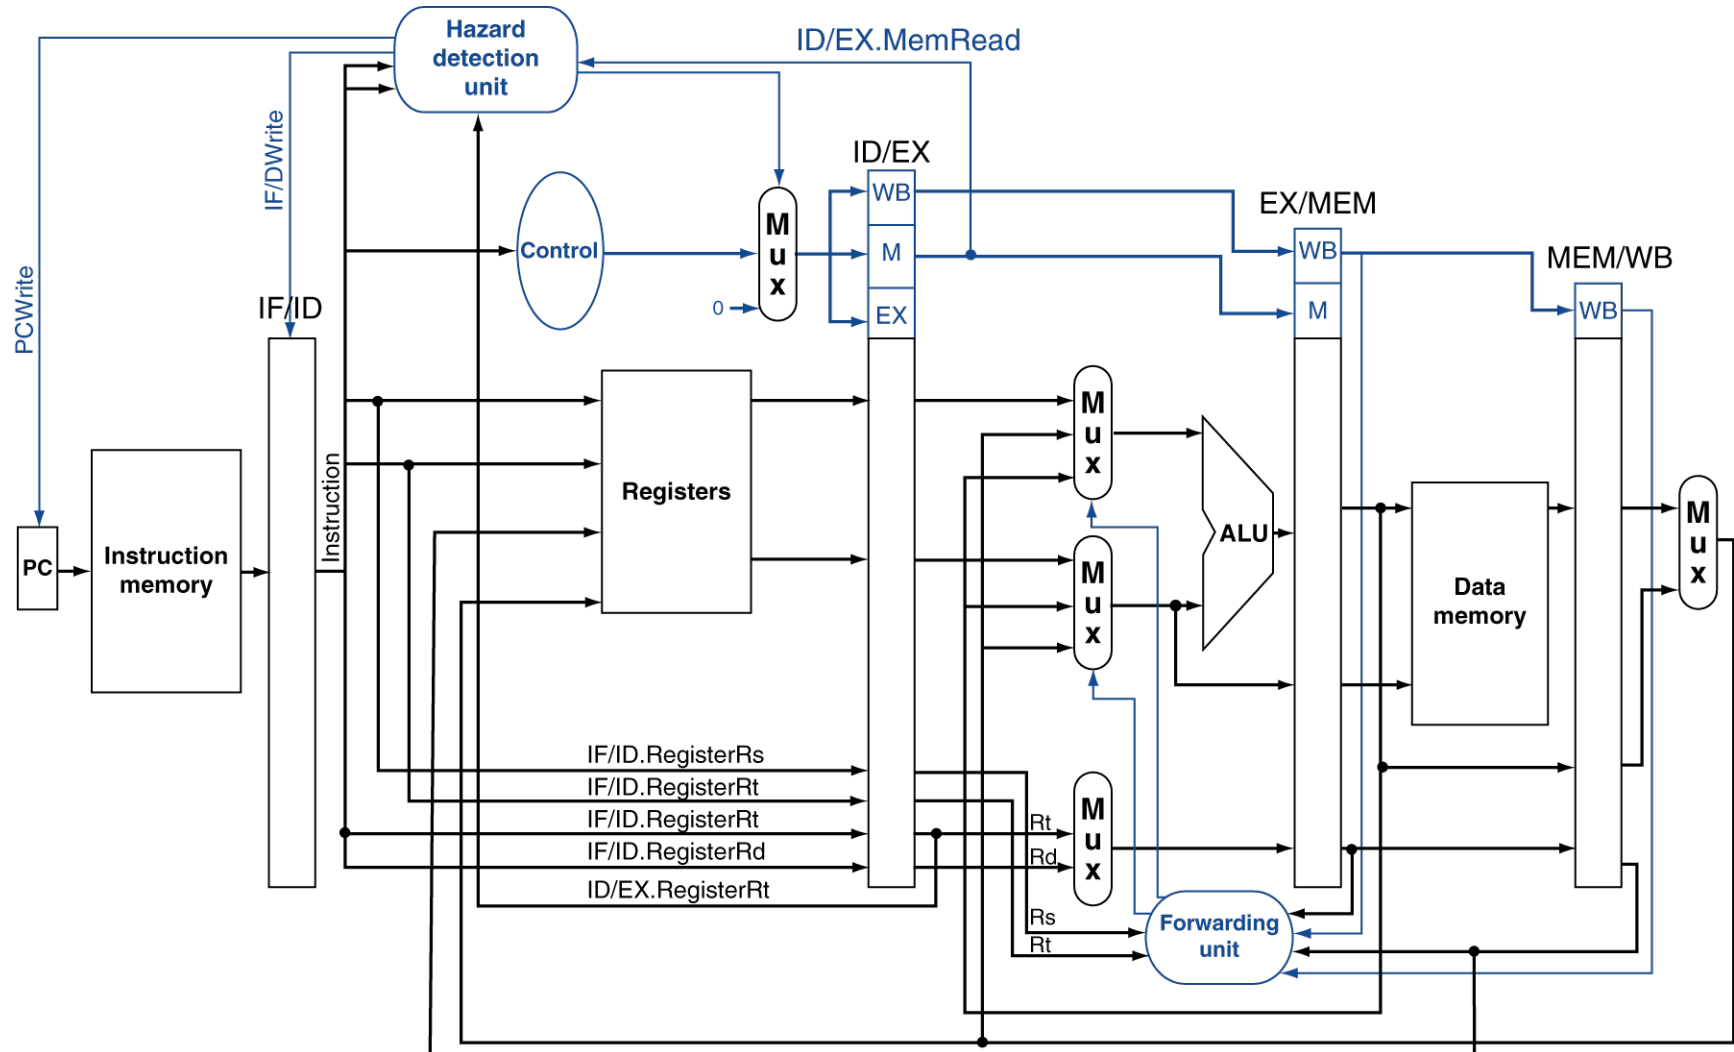 Hazard
detection
unit
ID/EX.MemRead
IF/DWrite
PCWrite
ID/EX
WB
M
EX
EX/MEM
WB
M
MEM/WB
WB
Control
M
u
x
0
IF/ID
Instruction
PC
Instruction
memory
Registers
M
u
x
M
u
x
ALU
Data
memory
M
u
x
IF/ID.RegisterRs
IF/ID.RegisterRt
IF/ID.RegisterRt
IF/ID.RegisterRd
ID/EX.RegisterRt
Rt
Rd
M
u
x
Rs
Rt
Forwarding
unit